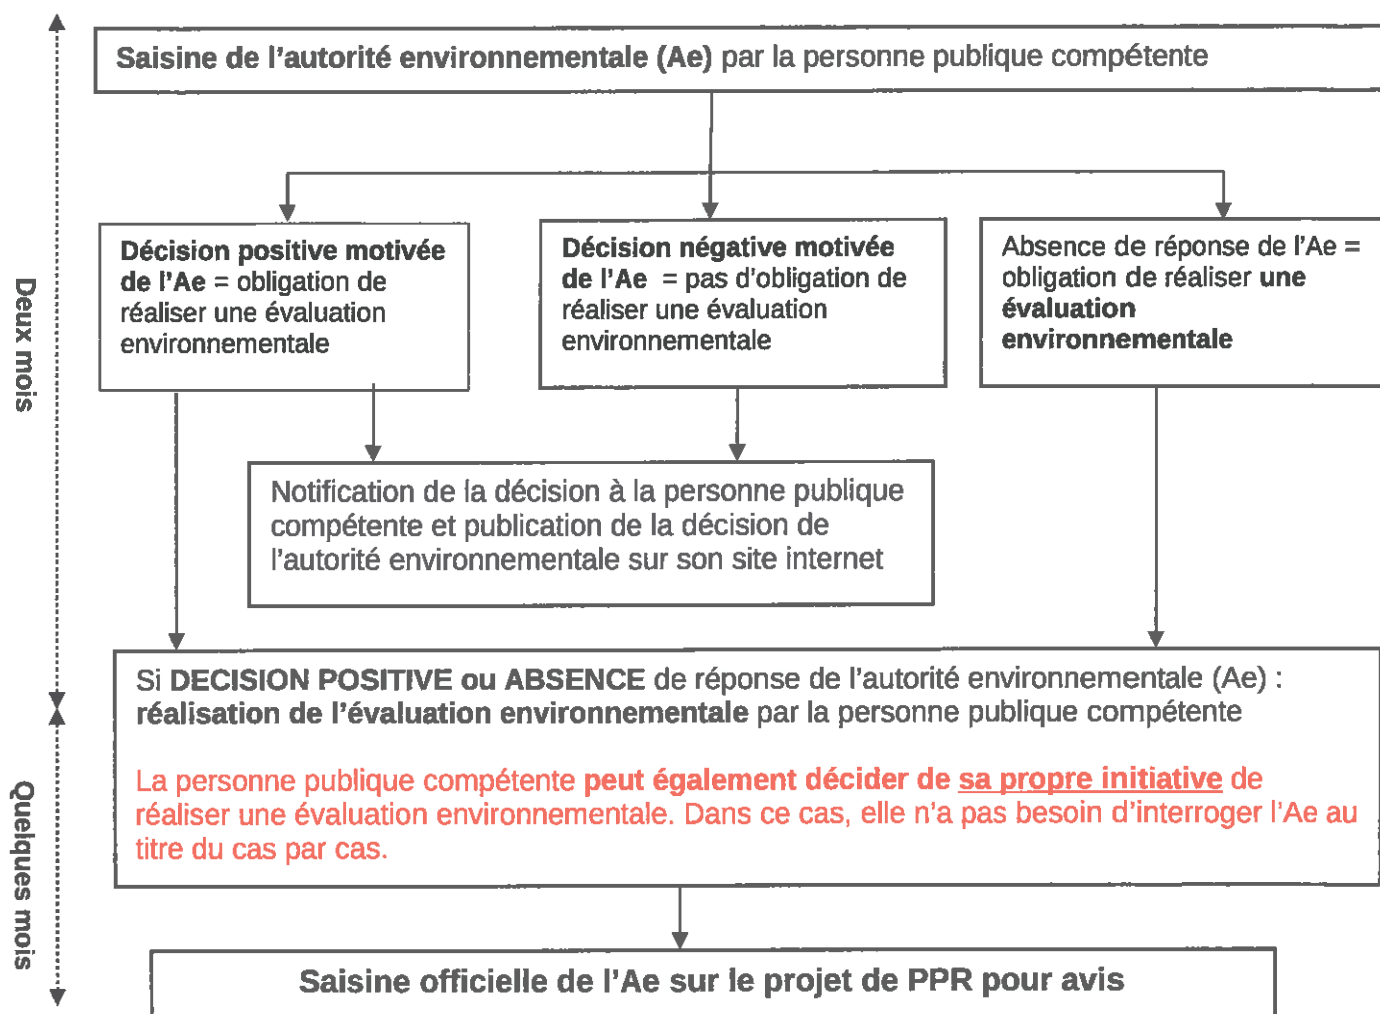 Saisine de l'autorité environnementale (Ae) par la personne publique compétente
Décision positive motivée
de l'Ae = obligation de
réaliser une évaluation
environnementale
Décision négative motivée
de l'Ae = pas d'obligation de
réaliser une évaluation
environnementale
Absence de réponse de l'Ae =
obligation de réaliser une
évaluation
environnementale
Deux mois
Notification de la décision à la personne publique
compétente et publication de la décision de
l'autorité environnementale sur son site internet
Si DECISION POSITIVE ou ABSENCE de réponse de l'autorité environnementale (Ae) :
réalisation de l'évaluation environnementale par la personne publique compétente
La personne publique compétente peut également décider de sa propre initiative de
réaliser une évaluation environnementale. Dans ce cas, elle n'a pas besoin d'interroger l'Ae au
titre du cas par cas.
Quelques mois
Saisine officielle de l'Ae sur le projet de PPR pour avis